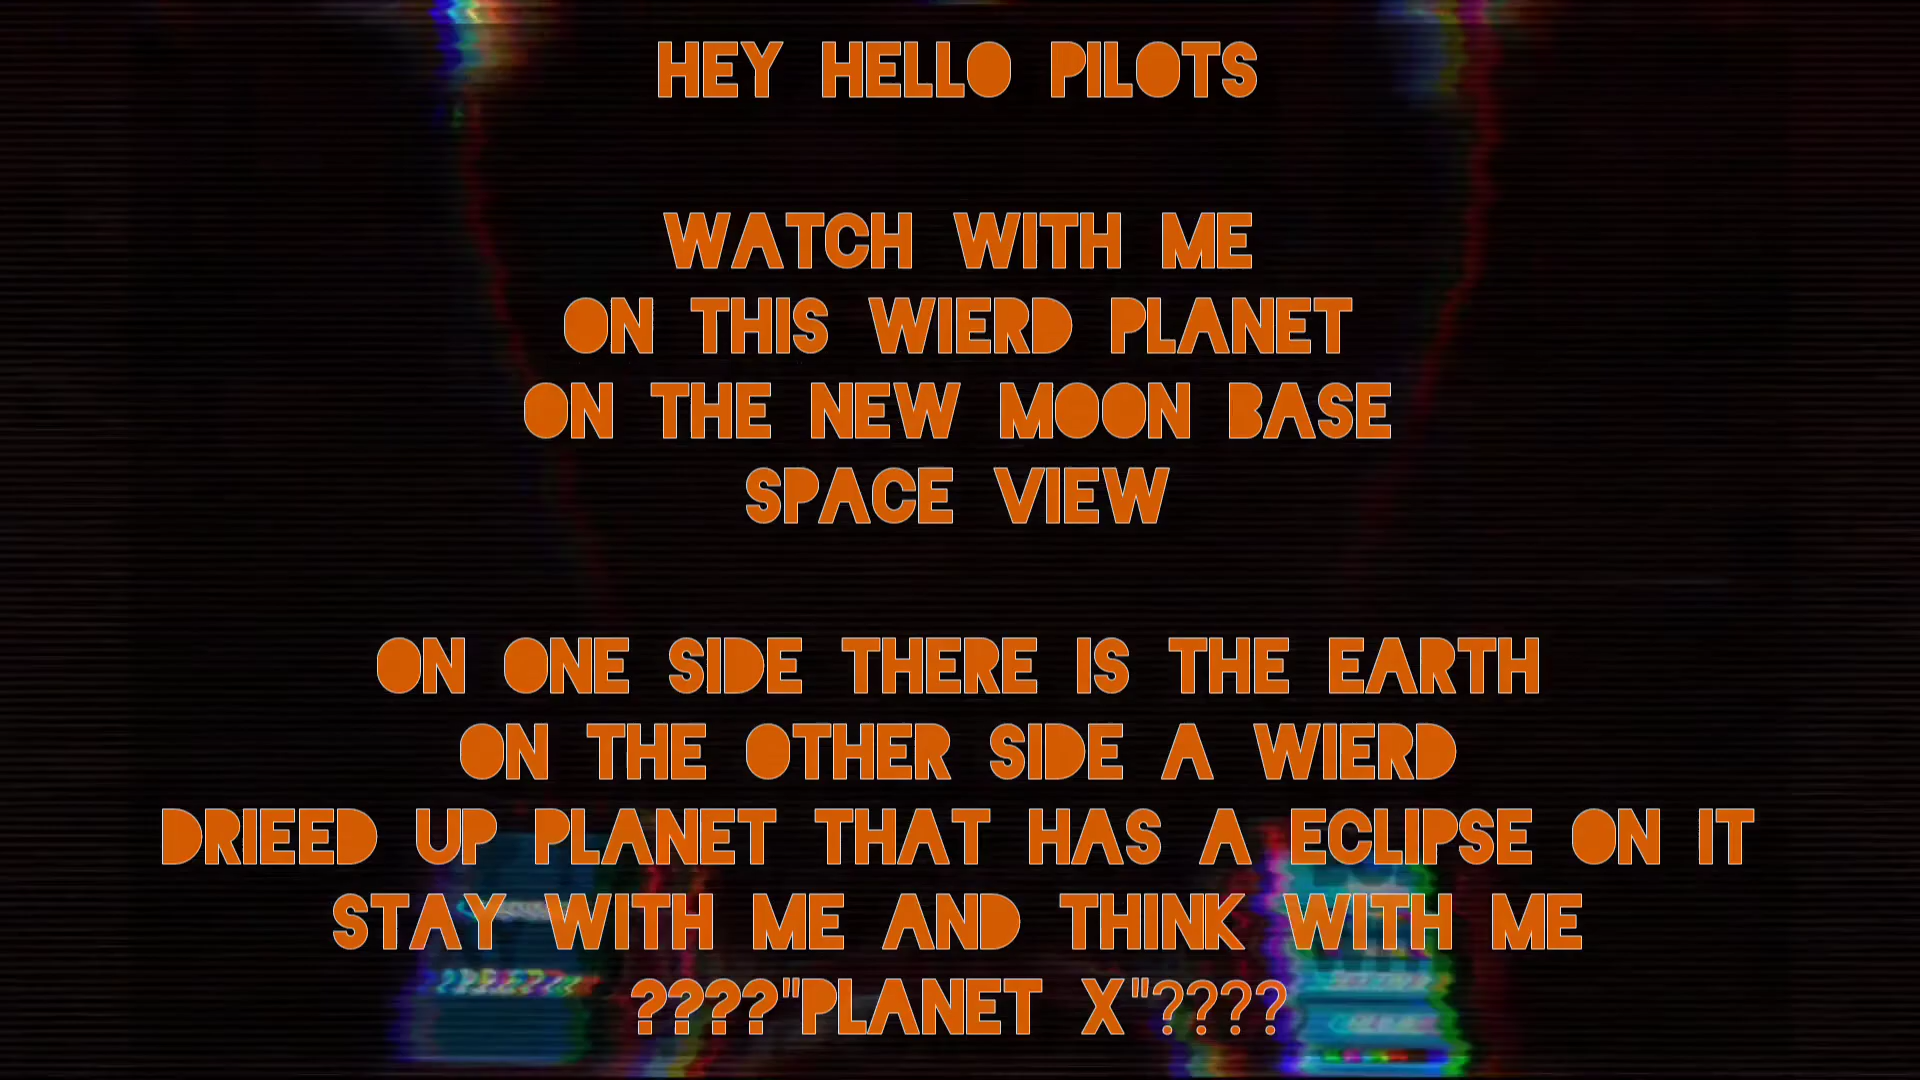 HEY HELLO PILOTS
WATCH WITH ME
ON THIS WIERD PLANET
ON THE NEW MOON BASE
SPACE VIEW
ON ONE SIDE THERE IS THE EARTH
ON THE OTHER SIDE A WIERD
DRIEED UP PLANET THAT HAS A ECLIPSE ON IT
STAY WITH ME AND THINK WITH ME
????"PLANET X"????